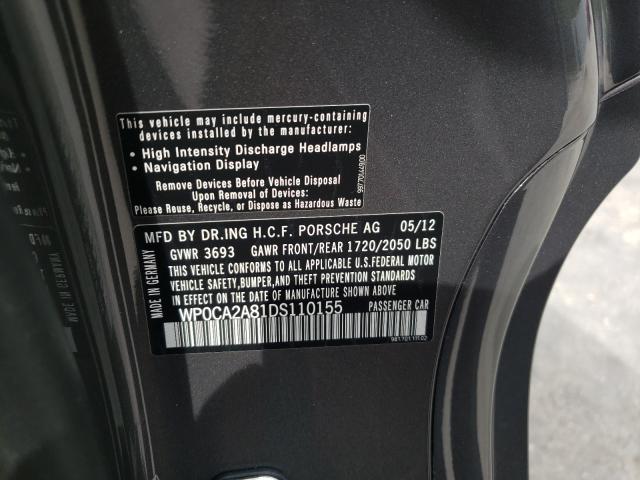 This vehicle may include mercury-containing
devices installed by the manufacturer:
• High Intensity Discharge Headlamps
• Navigation Display
Remove Devices Before Vehicle Disposal
Upon Removal of Devices:
Please Reuse, Recycle, or Dispose as Hazardous Waste
MADE IN GERMANY
MFD BY DR.ING H.C.F. PORSCHE AG 05/12
GVWR 3693 GAWR FRONT/REAR 1720/2050 LBS
THIS VEHICLE CONFORMS TO ALL APPLICABLE U.S.FEDERAL MOTOR
VEHICLE SAFETY,BUMPER,AND THEFT PREVENTION STANDARDS
IN EFFECT ON THE DATE OF MANUFACTURE SHOWN ABOVE.
WP0CA2A81DS110155 PASSENGER CAR